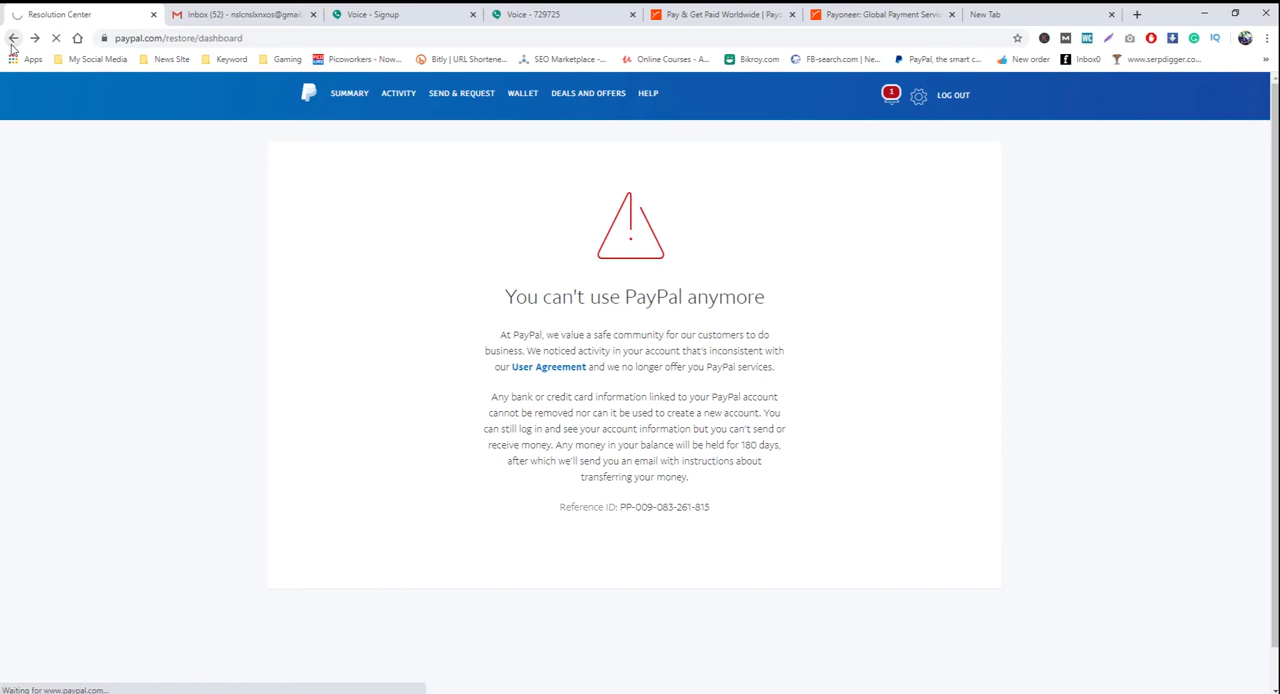 Resolution Center
Inbox (52) - nslcnslxnxos@gmail.
Voice - Signup
Voice - 729725
Pay & Get Paid Worldwide | Payo
Payoneer: Global Payment Servic
New Tab
paypal.com/restore/dashboard
Apps
My Social Media
News SIte
Keyword
Gaming
Picoworkers - Now...
Bitly | URL Shortene...
SEO Marketplace -...
Online Courses - A...
Bikroy.com
FB-search.com | Ne...
PayPal, the smart c...
New order
Inbox0
www.serpdigger.co...
»
SUMMARY
ACTIVITY
SEND & REQUEST
WALLET
DEALS AND OFFERS
HELP
1
LOG OUT
You can't use PayPal anymore
At PayPal, we value a safe community for our customers to do
business. We noticed activity in your account that's inconsistent with
our User Agreement and we no longer offer you PayPal services.
Any bank or credit card information linked to your PayPal account
cannot be removed nor can it be used to create a new account. You
can still log in and see your account information but you can't send or
receive money. Any money in your balance will be held for 180 days,
after which we'll send you an email with instructions about
transferring your money.
Reference ID: PP-009-083-261-815
Waiting for www.paypal.com...